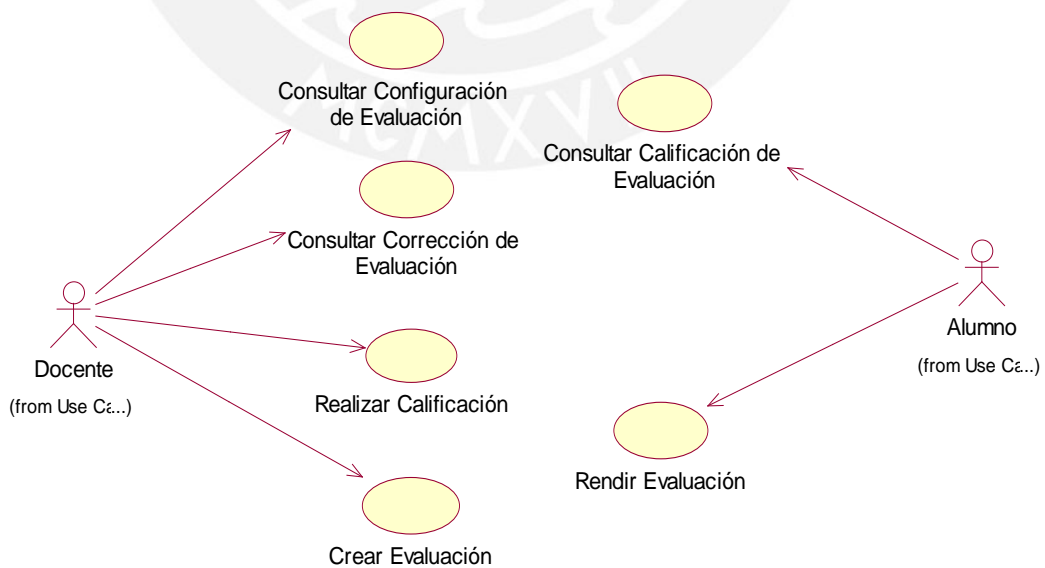 MCMXVII
Consultar Configuración
de Evaluación
Consultar Calificación de
Evaluación
Consultar Corrección de
Evaluación
Docente
(from Use Ca...)
Alumno
(from Use Ca...)
Realizar Calificación
Rendir Evaluación
Crear Evaluación